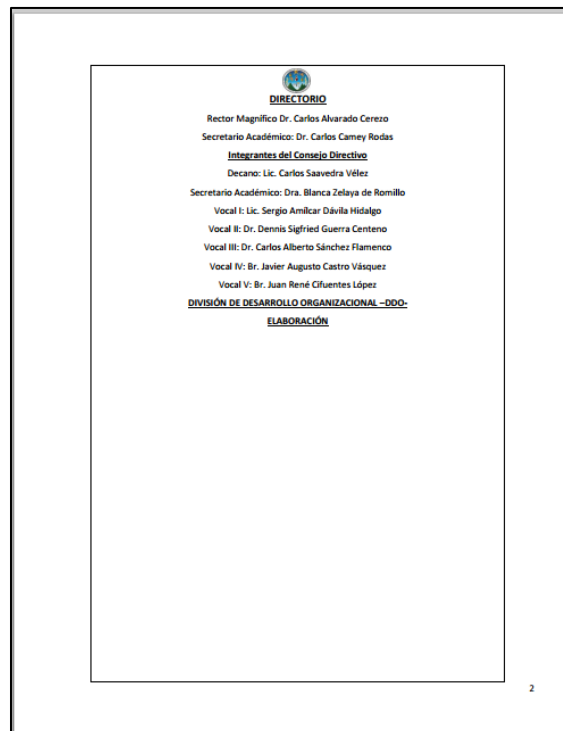 DIRECTORIO
Rector Magnífico Dr. Carlos Alvarado Cerezo
Secretario Académico: Dr. Carlos Camey Rodas
Integrantes del Consejo Directivo
Decano: Lic. Carlos Saavedra Vélez
Secretario Académico: Dra. Blanca Zelaya de Romillo
Vocal I: Lic. Sergio Amílcar Dávila Hidalgo
Vocal II: Dr. Dennis Sigfried Guerra Centeno
Vocal III: Dr. Carlos Alberto Sánchez Flamenco
Vocal IV: Br. Javier Augusto Castro Vásquez
Vocal V: Br. Juan René Cifuentes López
DIVISIÓN DE DESARROLLO ORGANIZACIONAL –DDO-
ELABORACIÓN
2